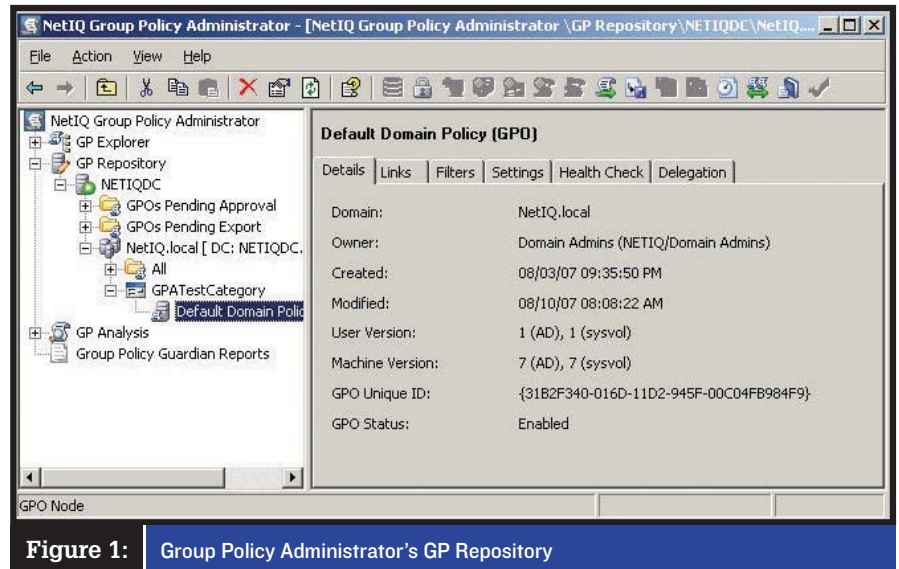 NetIQ Group Policy Administrator - [NetIQ Group Policy Administrator \GP Repository\NETIQDC\NetIQ....
File Action View Help
NetIQ Group Policy Administrator
GP Explorer
GP Repository
NETIQDC
GPOs Pending Approval
GPOs Pending Export
NetIQ.local [ DC: NETIQDC.
All
GPATestCategory
Default Domain Polic
GP Analysis
Group Policy Guardian Reports
Default Domain Policy (GPO)
Details Links Filters Settings Health Check Delegation
Domain: NetIQ.local
Owner: Domain Admins (NETIQ/Domain Admins)
Created: 08/03/07 09:35:50 PM
Modified: 08/10/07 08:08:22 AM
User Version: 1 (AD), 1 (sysvol)
Machine Version: 7 (AD), 7 (sysvol)
GPO Unique ID: {31B2F340-016D-11D2-945F-00C04FB984F9}
GPO Status: Enabled
GPO Node
Figure 1: Group Policy Administrator's GP Repository